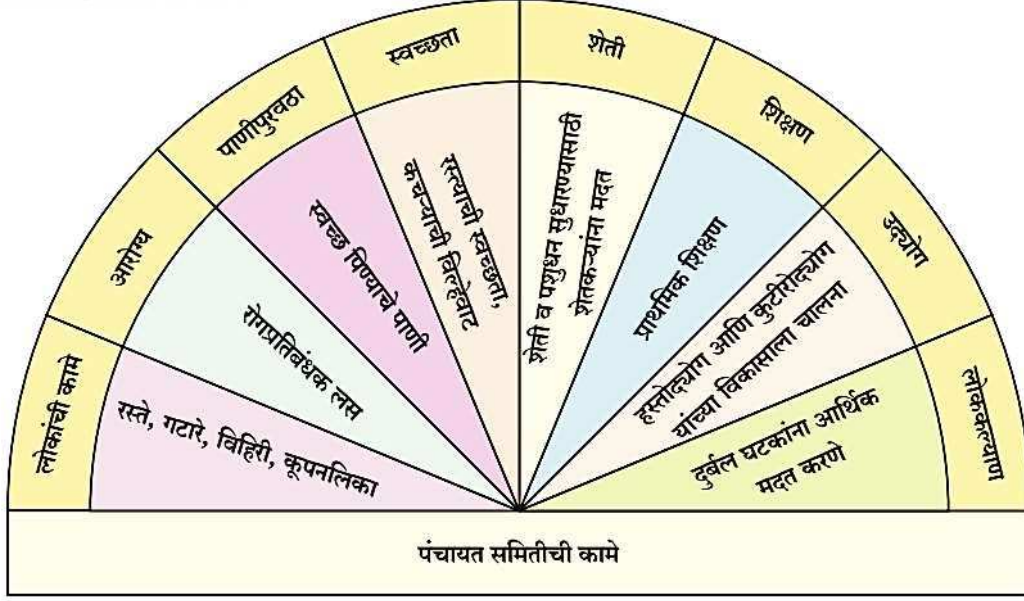 लोकांची कामे
रस्ते, गटारे, विहिरी, कूपनलिका
आरोग्य
रोगप्रतिबंधक लस
पाणीपुरवठा
स्वच्छ पिण्याचे पाणी
स्वच्छता
रस्त्याची स्वच्छता,
कचऱ्याची विल्हेवाट
शेती
शेती व पशुधन सुधारण्यासाठी
शेतकऱ्यांना मदत
शिक्षण
प्राथमिक शिक्षण
उद्योग
हस्तोद्योग आणि कुटीरोद्योग
यांच्या विकासाला चालना
लोककल्याण
दुर्बल घटकांना आर्थिक
मदत करणे
पंचायत समितीची कामे